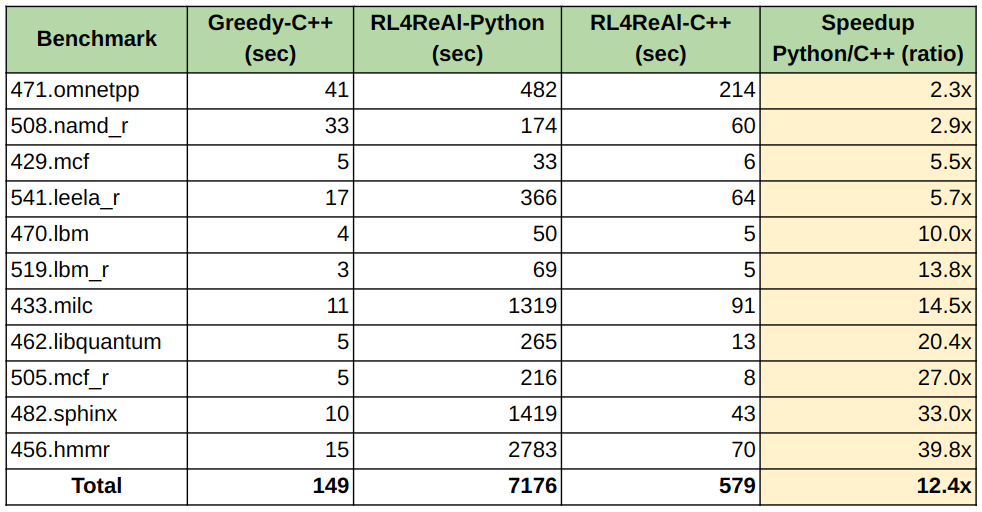 Benchmark Greedy-C++ (sec) RL4ReAl-Python (sec) RL4ReAl-C++ (sec) Speedup Python/C++ (ratio)
471.omnetpp 41 482 214 2.3x
508.namd_r 33 174 60 2.9x
429.mcf 5 33 6 5.5x
541.leela_r 17 366 64 5.7x
470.lbm 4 50 5 10.0x
519.lbm_r 3 69 5 13.8x
433.milc 11 1319 91 14.5x
462.libquantum 5 265 13 20.4x
505.mcf_r 5 216 8 27.0x
482.sphinx 10 1419 43 33.0x
456.hmmr 15 2783 70 39.8x
Total 149 7176 579 12.4x